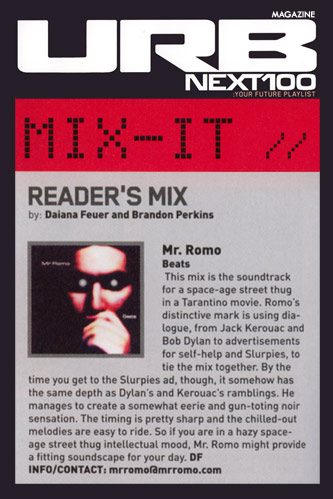 MAGAZINE
URB
NEXT100
:YOUR FUTURE PLAYLIST
MIX-IT //
READER'S MIX
by: Daiana Feuer and Brandon Perkins
Mr. Romo
Beats
Mr. Romo
Beats
This mix is the soundtrack
for a space-age street thug
in a Tarantino movie. Romo's
distinctive mark is using dia-
logue, from Jack Kerouac and
Bob Dylan to advertisements
for self-help and Slurpies, to
tie the mix together. By the
time you get to the Slurpies ad, though, it somehow has
the same depth as Dylan's and Kerouac's ramblings. He
manages to create a somewhat eerie and gun-toting noir
sensation. The timing is pretty sharp and the chilled-out
melodies are easy to ride. So if you are in a hazy space-
age street thug intellectual mood, Mr. Romo might provide
a fitting soundscape for your day. DF
INFO/CONTACT: mrromo@mrromo.com